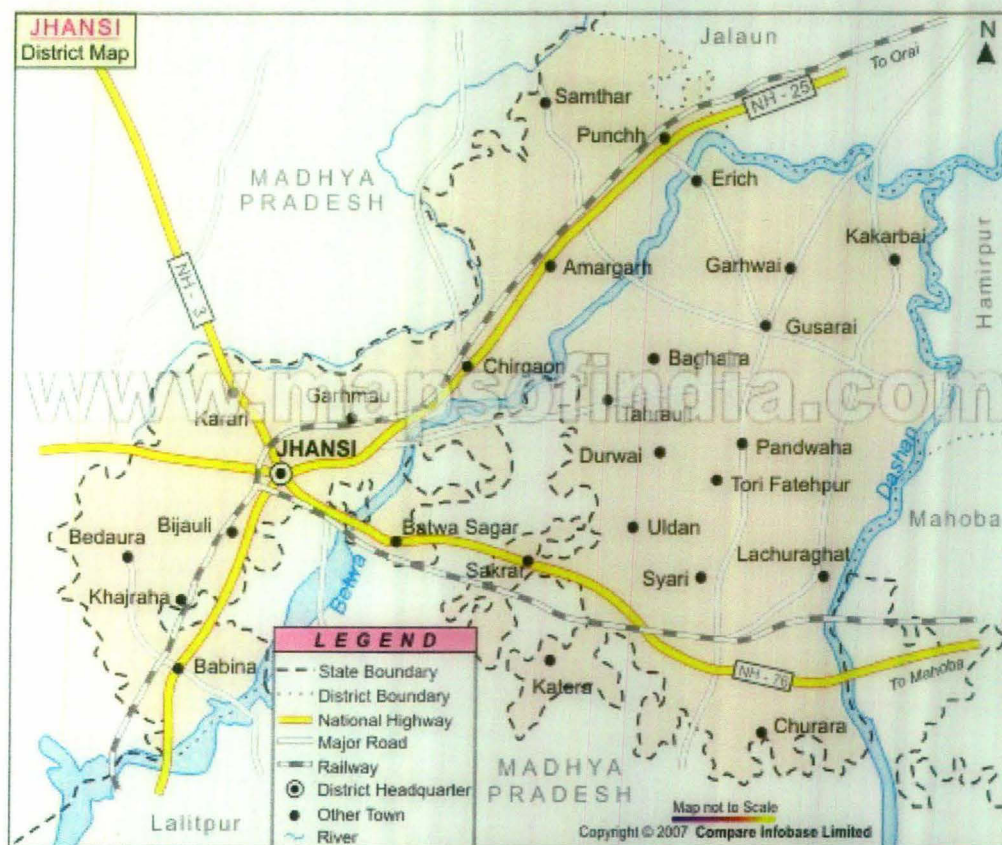 JHANSI
District Map
N
Jalaun
To Orai
NH - 25
Samthar
Punchh
MADHYA
PRADESH
Erich
Kakarbai
Hamirpur
NH - 3
Amargarh
Garhwai
Gusarai
Chirgaon
Baghaira
www.mapsofindia.com
Karari
Garhmau
Tahrauli
JHANSI
Durwai
Pandwaha
Dashan
Tori Fatehpur
Bijauli
Batwa Sagar
Uldan
Mahoba
Bedaura
Lachuraghat
Sakrar
Syari
Khajraha
Betwa
LEGEND
State Boundary
District Boundary
National Highway
Major Road
Railway
District Headquarter
Other Town
River
Babina
Katera
NH - 76
To Mahoba
Churara
MADHYA
PRADESH
Lalitpur
Map not to Scale
Copyright © 2007 Compare Infobase Limited